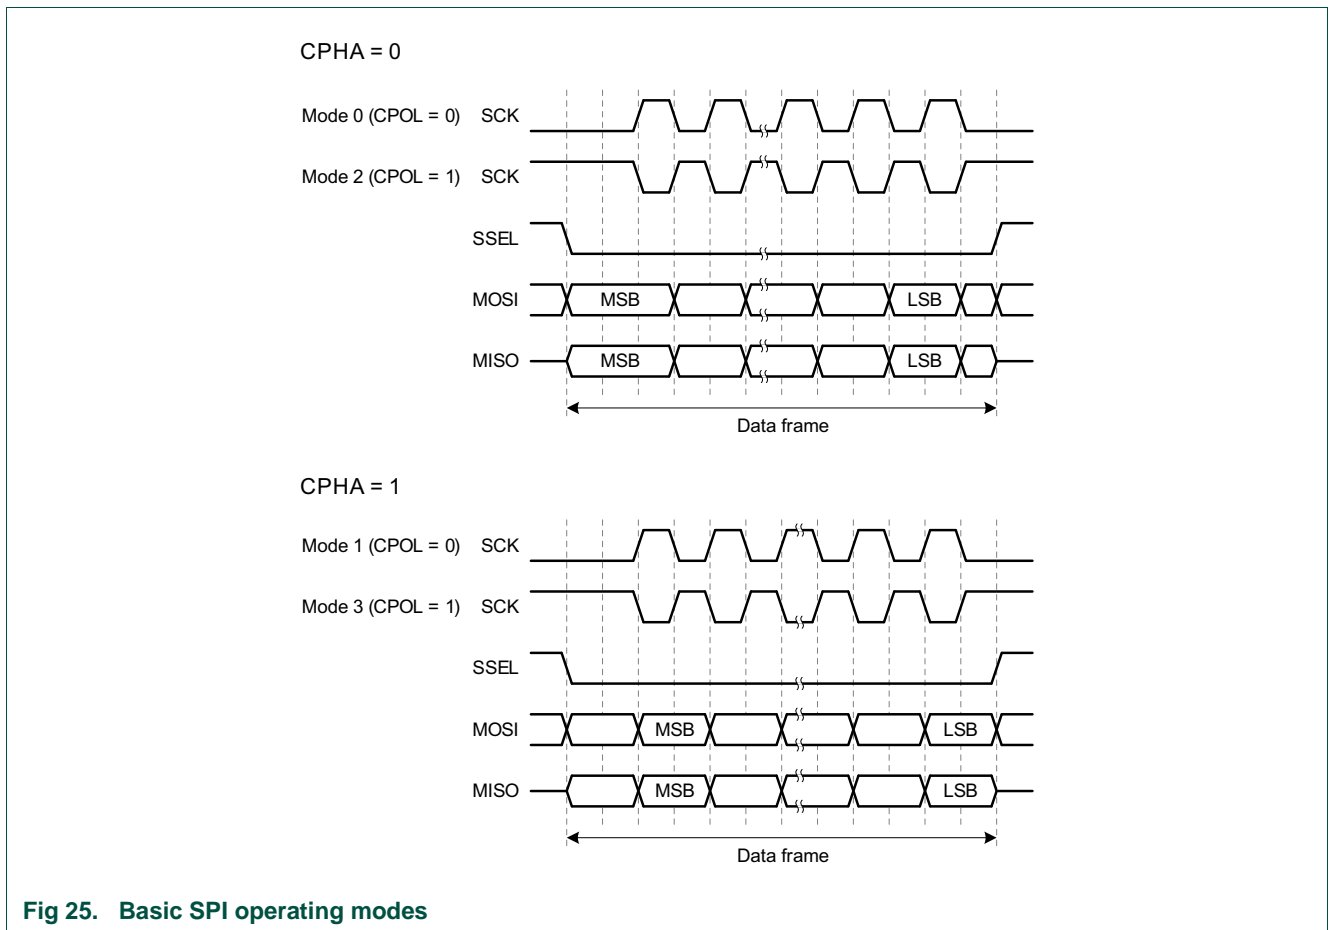 CPHA = 0
Mode 0 (CPOL = 0) SCK
Mode 2 (CPOL = 1) SCK
SSEL
MOSI MSB LSB
MISO MSB LSB
Data frame
CPHA = 1
Mode 1 (CPOL = 0) SCK
Mode 3 (CPOL = 1) SCK
SSEL
MOSI MSB LSB
MISO MSB LSB
Data frame
Fig 25. Basic SPI operating modes